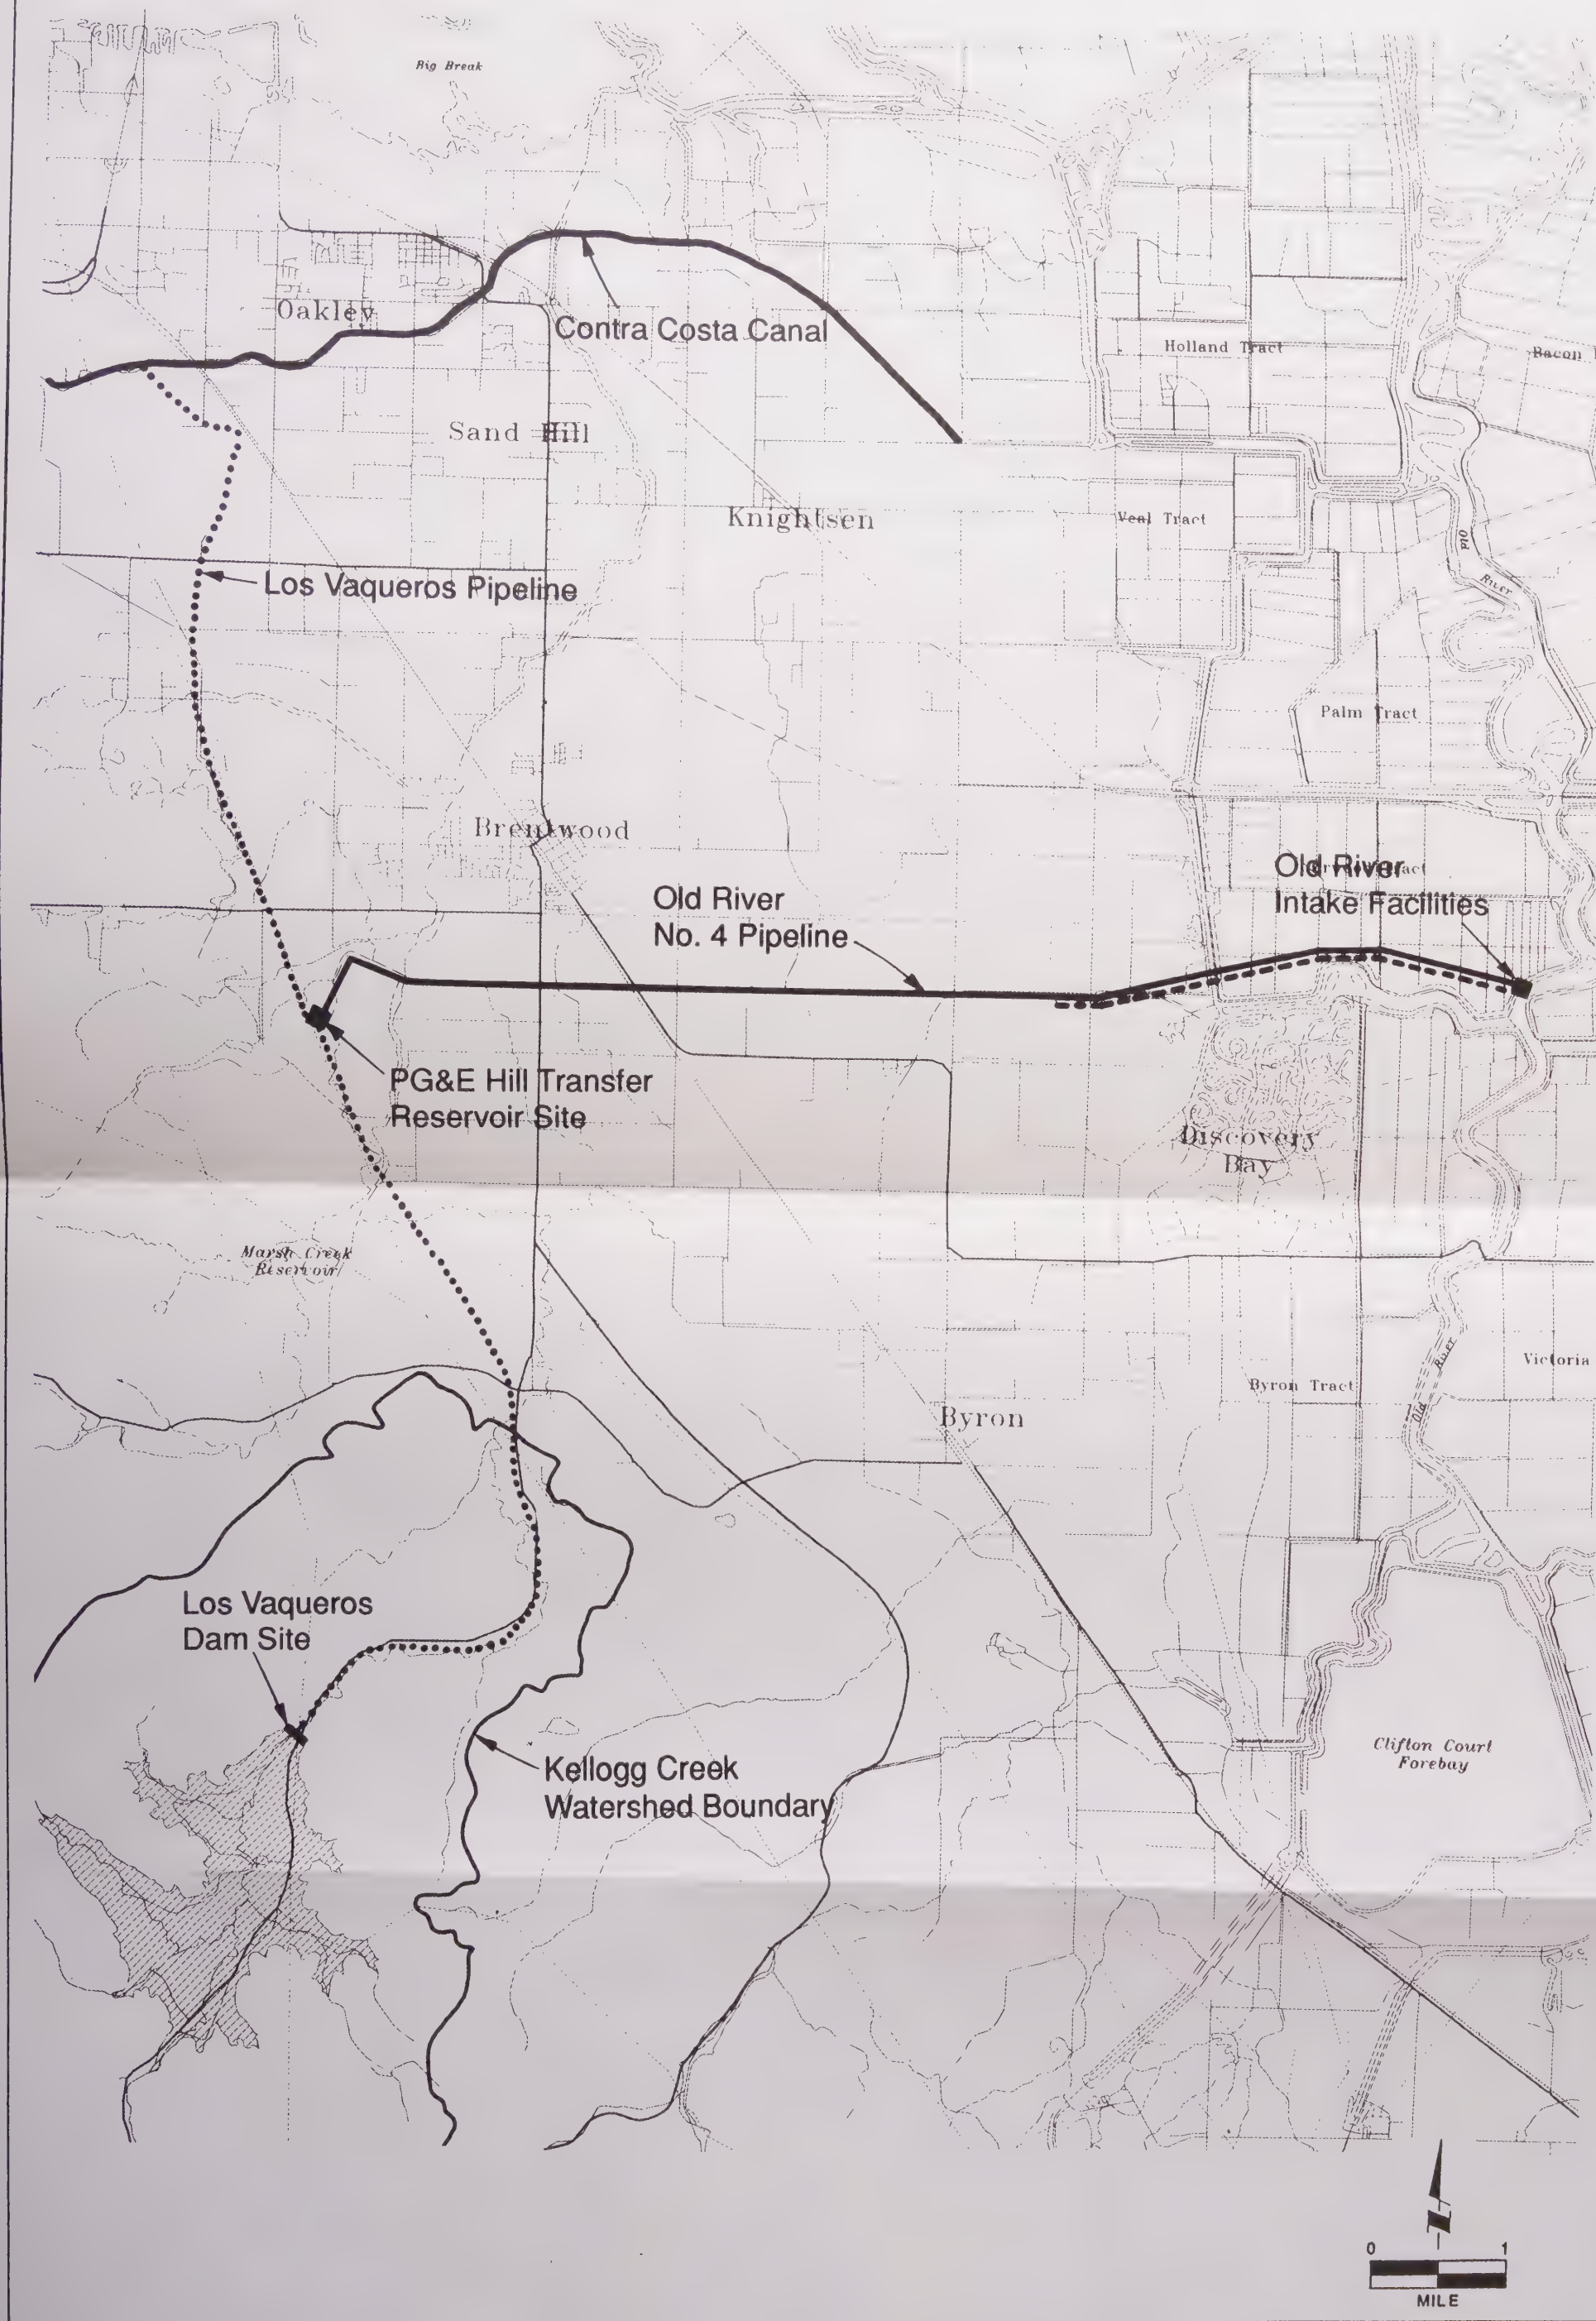 Big Break
Oakley
Contra Costa Canal
Holland Tract
Bacon
Sand Hill
Knightsen
Veal Tract
Old
River
Los Vaqueros Pipeline
Palm Tract
Brentwood
Old River
Intake Facilities
Old River
No. 4 Pipeline
PG&E Hill Transfer
Reservoir Site
Discovery
Bay
Marsh Creek
Reservoir
River
Old
Victoria
Byron Tract
Byron
Los Vaqueros
Dam Site
Clifton Court
Forebay
Kellogg Creek
Watershed Boundary
N
0 1
MILE